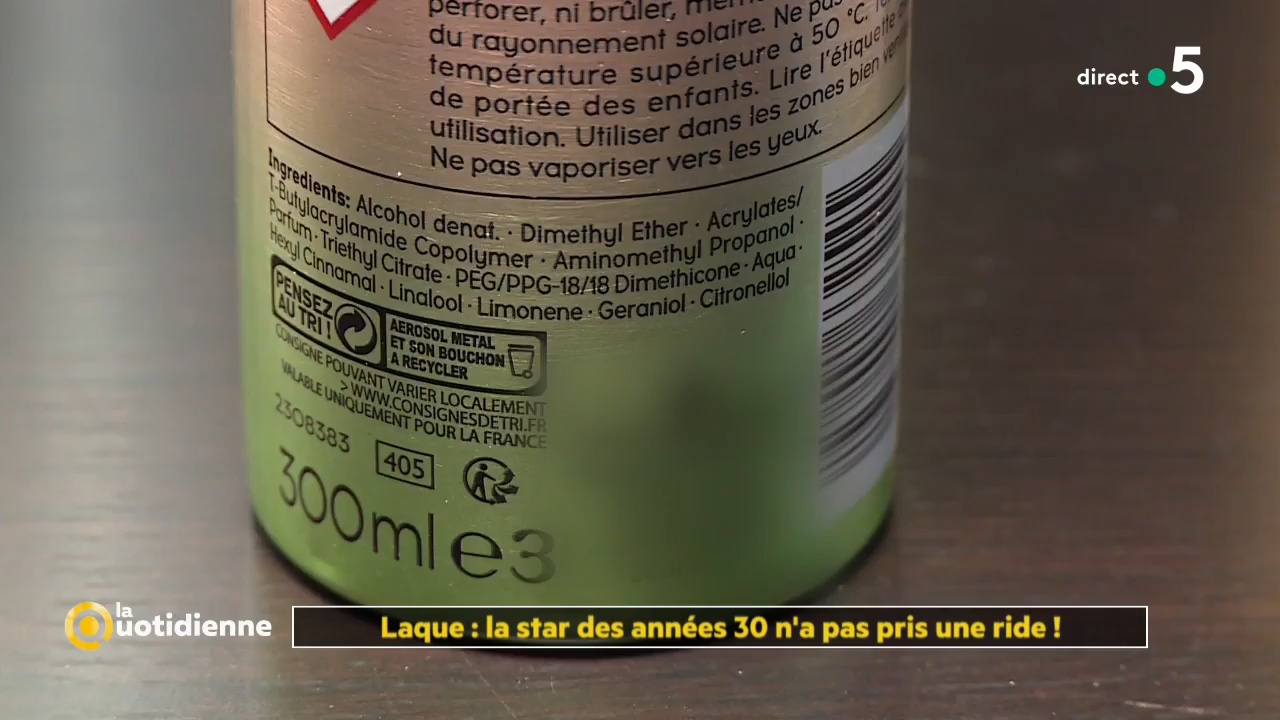 perforer, ni brûler,
du rayonnement solaire. Ne pas
température supérieure à 50 °C.
de portée des enfants. Lire l'étiquette
utilisation. Utiliser dans les zones bien
Ne pas vaporiser vers les yeux.
Ingredients: Alcohol denat. · Dimethyl Ether · Acrylates/
T-Butylacrylamide Copolymer · Aminomethyl Propanol ·
Parfum · Triethyl Citrate · PEG/PPG-18/18 Dimethicone · Aqua ·
Hexyl Cinnamal · Linalool · Limonene · Geraniol · Citronellol
PENSEZ
AU TRI !
AEROSOL METAL
ET SON BOUCHON
A RECYCLER
CONSIGNE POUVANT VARIER LOCALEMENT
> WWW.CONSIGNESDETRI.FR
VALABLE UNIQUEMENT POUR LA FRANCE
2308383
405
300ml e 3
direct 5
la
Quotidienne
Laque : la star des années 30 n'a pas pris une ride !